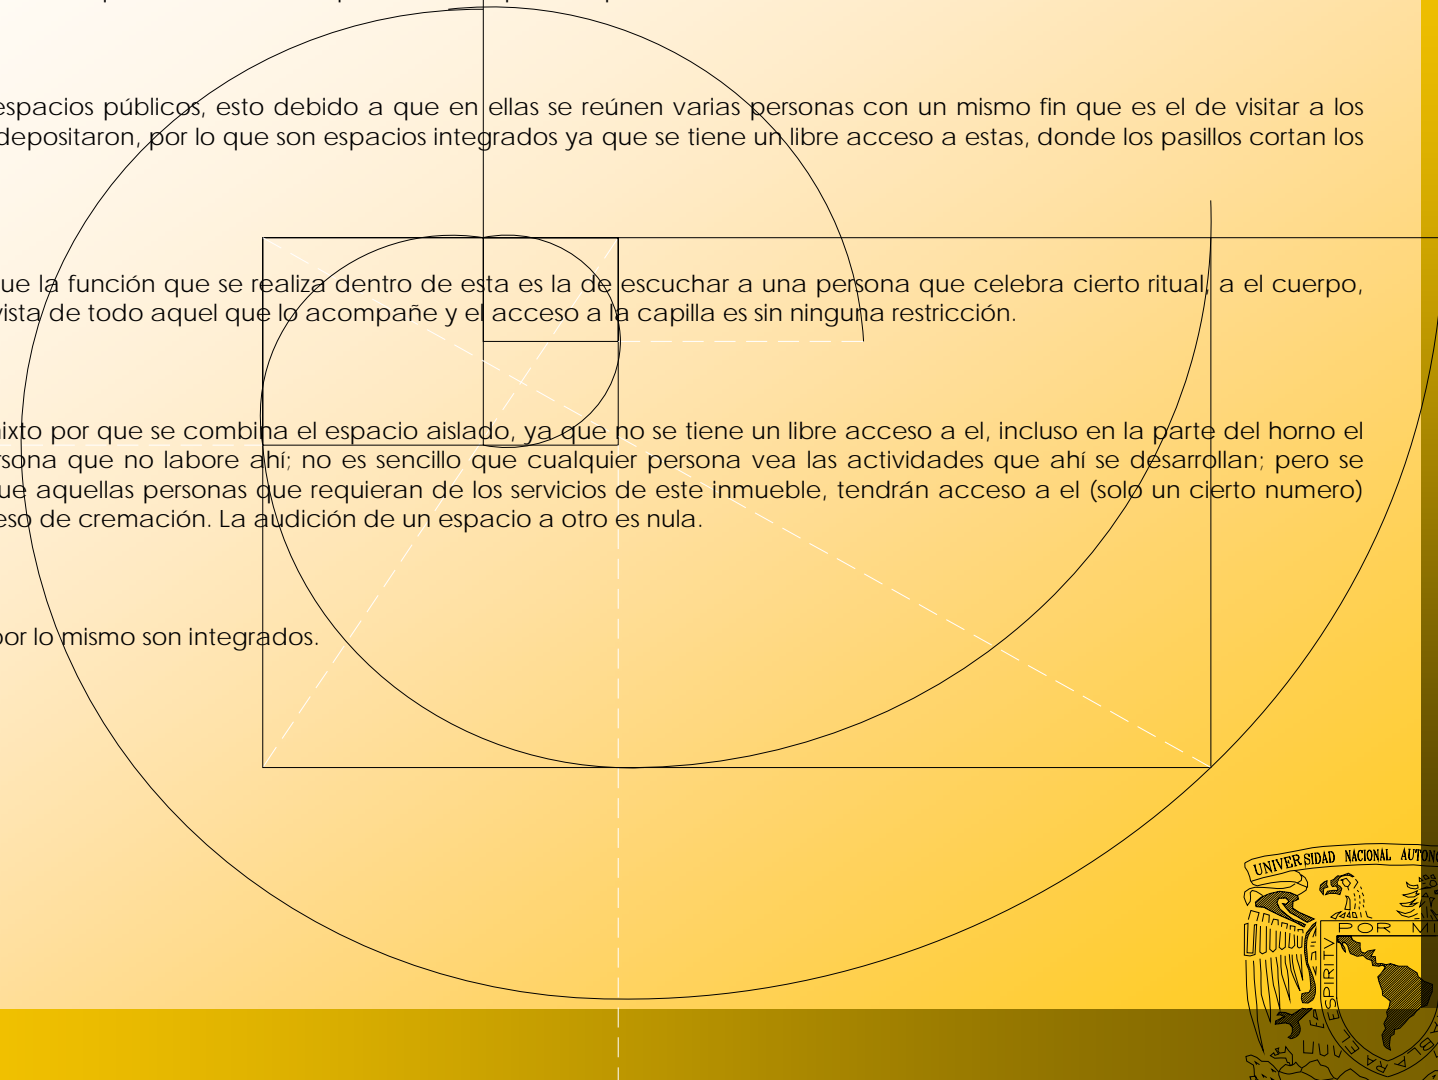 espacios públicos, esto debido a que en ellas se reúnen varias personas con un mismo fin que es el de visitar a los
depositaron, por lo que son espacios integrados ya que se tiene un libre acceso a estas, donde los pasillos cortan los
que la función que se realiza dentro de esta es la de escuchar a una persona que celebra cierto ritual, a el cuerpo,
vista de todo aquel que lo acompañe y el acceso a la capilla es sin ninguna restricción.
mixto por que se combina el espacio aislado, ya que no se tiene un libre acceso a el, incluso en la parte del horno el
rsona que no labore ahí; no es sencillo que cualquier persona vea las actividades que ahí se desarrollan; pero se
que aquellas personas que requieran de los servicios de este inmueble, tendrán acceso a el (solo un cierto numero)
eso de cremación. La audición de un espacio a otro es nula.
por lo mismo son integrados.
UNIVERSIDAD NACIONAL AUTON
POR MI
ABLARA EL ESPIRITV